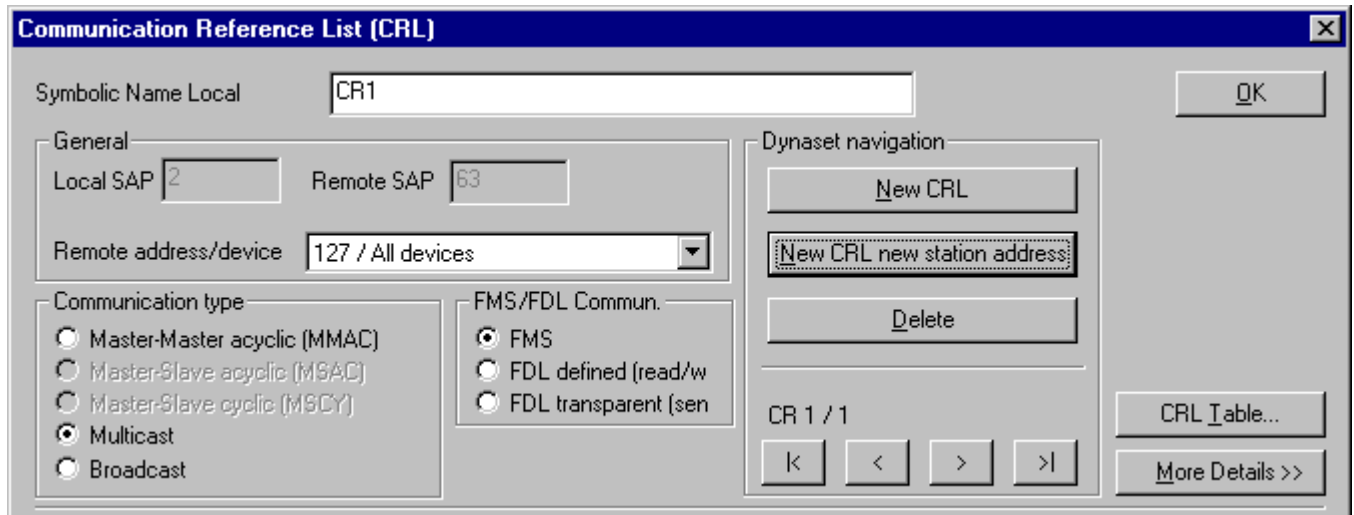 Communication Reference List (CRL)
Symbolic Name Local CR1 OK
General
Local SAP 2 Remote SAP 63
Remote address/device 127 / All devices
Dynaset navigation
New CRL
New CRL new station address
Delete
Communication type
Master-Master acyclic (MMAC)
Master-Slave acyclic (MSAC)
Master-Slave cyclic (MSCY)
Multicast
Broadcast
FMS/FDL Commun.
FMS
FDL defined (read/w
FDL transparent (sen
CR 1 / 1
|< < > >|
CRL Table...
More Details >>